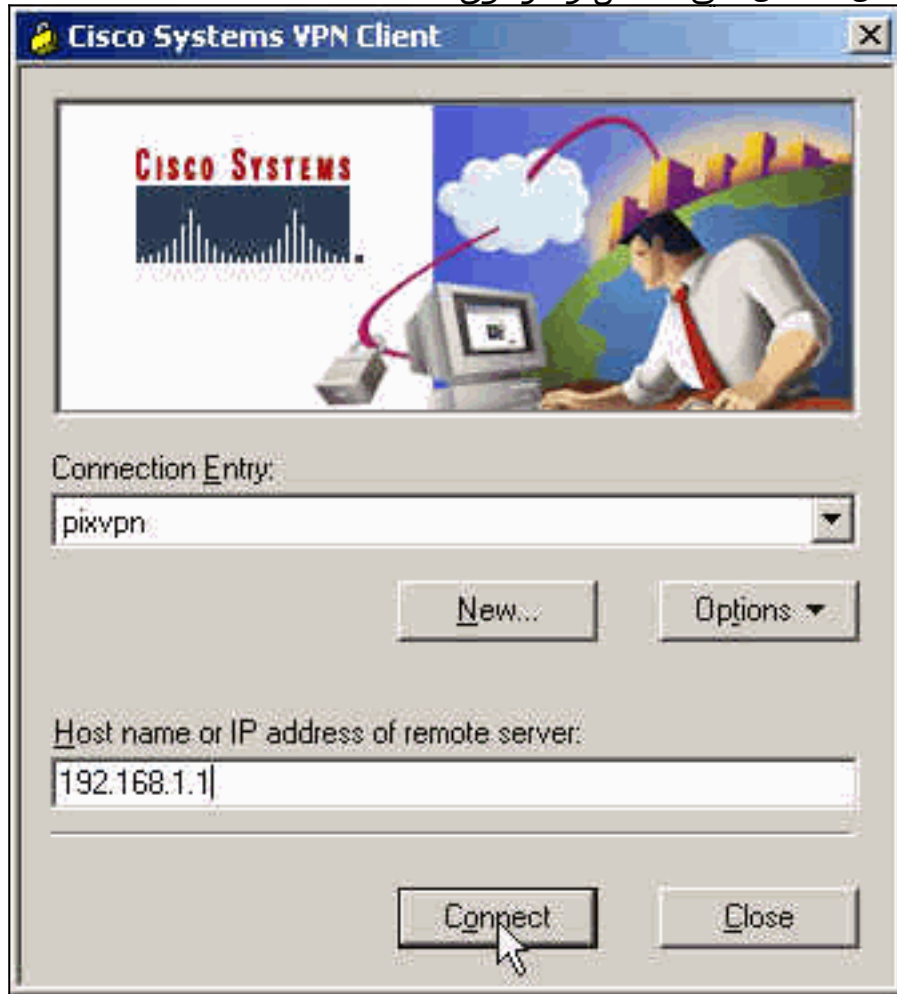 Cisco Systems VPN Client
CISCO SYSTEMS
Connection Entry:
pixvpn
New...
Options
Host name or IP address of remote server:
192.168.1.1
Connect
Close